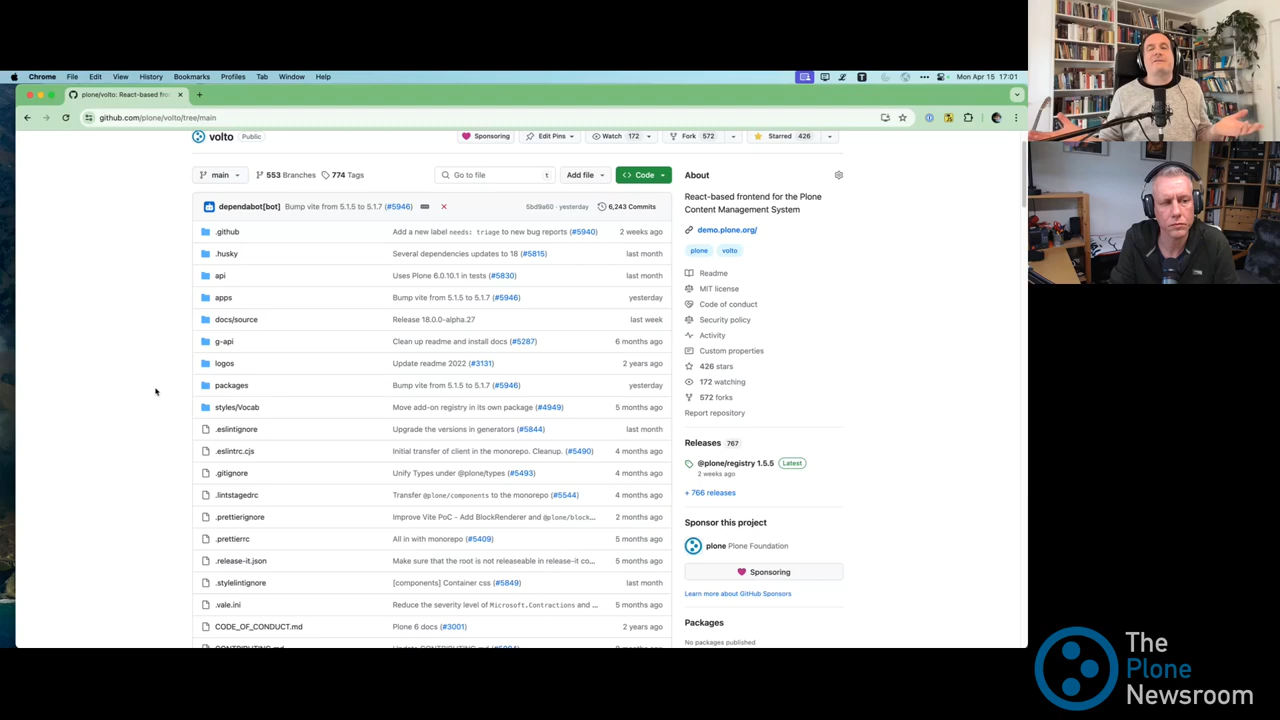 Chrome File Edit View History Bookmarks Profiles Tab Window Help Mon Apr 15 17:01
plone/volto: React-based fro
github.com/plone/volto/tree/main
volto Public Sponsoring Edit Pins Watch 172 Fork 572 Starred 426
main 553 Branches 774 Tags Go to file t Add file Code
dependabot[bot] Bump vite from 5.1.5 to 5.1.7 (#5946) 5bd9a60 · yesterday 6,243 Commits
.github Add a new label needs: triage to new bug reports (#5940) 2 weeks ago
.husky Several dependencies updates to 18 (#5815) last month
api Uses Plone 6.0.10.1 in tests (#5830) last month
apps Bump vite from 5.1.5 to 5.1.7 (#5946) yesterday
docs/source Release 18.0.0-alpha.27 last week
g-api Clean up readme and install docs (#5287) 6 months ago
logos Update readme 2022 (#3131) 2 years ago
packages Bump vite from 5.1.5 to 5.1.7 (#5946) yesterday
styles/Vocab Move add-on registry in its own package (#4949) 5 months ago
.eslintignore Upgrade the versions in generators (#5844) last month
.eslintrc.cjs Initial transfer of client in the monorepo. Cleanup. (#5490) 4 months ago
.gitignore Unify Types under @plone/types (#5493) 4 months ago
.lintstagedrc Transfer @plone/components to the monorepo (#5544) 4 months ago
.prettierignore Improve Vite PoC - Add BlockRenderer and @plone/block... 2 months ago
.prettierrc All in with monorepo (#5409) 5 months ago
.release-it.json Make sure that the root is not releaseable in release-it co... 5 months ago
.stylelintignore [components] Container css (#5849) last month
.vale.ini Reduce the severity level of Microsoft.Contractions and ... 5 months ago
CODE_OF_CONDUCT.md Plone 6 docs (#3001) 2 years ago
About
React-based frontend for the Plone
Content Management System
demo.plone.org/
plone volto
Readme
MIT license
Code of conduct
Security policy
Activity
Custom properties
426 stars
172 watching
572 forks
Report repository
Releases 767
@plone/registry 1.5.5 Latest
2 weeks ago
+ 766 releases
Sponsor this project
plone Plone Foundation
Sponsoring
Learn more about GitHub Sponsors
Packages
No packages published
The
Plone
Newsroom